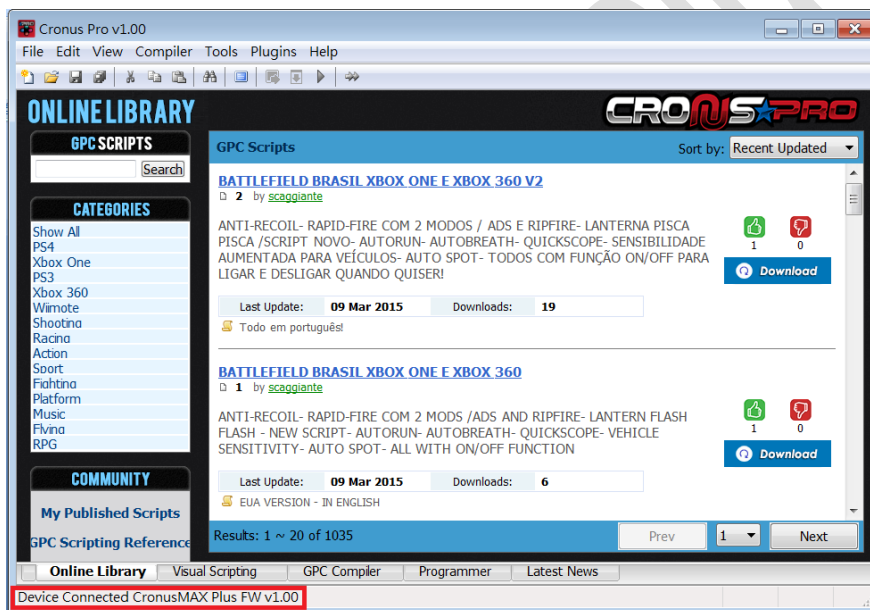 Cronus Pro v1.00
File Edit View Compiler Tools Plugins Help
ONLINE LIBRARY
CRONUS PRO
GPC SCRIPTS
Search
CATEGORIES
Show All
PS4
Xbox One
PS3
Xbox 360
Wiimote
Shooting
Racing
Action
Sport
Fighting
Platform
Music
Flying
RPG
COMMUNITY
My Published Scripts
GPC Scripting Reference
GPC Scripts
Sort by: Recent Updated
BATTLEFIELD BRASIL XBOX ONE E XBOX 360 V2
2 by scaggiante
ANTI-RECOIL- RAPID-FIRE COM 2 MODOS / ADS E RIPFIRE- LANTERNA PISCA
PISCA /SCRIPT NOVO- AUTORUN- AUTOBREATH- QUICKSCOPE- SENSIBILIDADE
AUMENTADA PARA VEÍCULOS- AUTO SPOT- TODOS COM FUNÇÃO ON/OFF PARA
LIGAR E DESLIGAR QUANDO QUISER!
1 0
Download
Last Update: 09 Mar 2015 Downloads: 19
Todo em português!
BATTLEFIELD BRASIL XBOX ONE E XBOX 360
1 by scaggiante
ANTI-RECOIL- RAPID-FIRE COM 2 MODS /ADS AND RIPFIRE- LANTERN FLASH
FLASH - NEW SCRIPT- AUTORUN- AUTOBREATH- QUICKSCOPE- VEHICLE
SENSITIVITY- AUTO SPOT- ALL WITH ON/OFF FUNCTION
1 0
Download
Last Update: 09 Mar 2015 Downloads: 6
EUA VERSION - IN ENGLISH
Results: 1 ~ 20 of 1035
Prev 1 Next
Online Library Visual Scripting GPC Compiler Programmer Latest News
Device Connected CronusMAX Plus FW v1.00